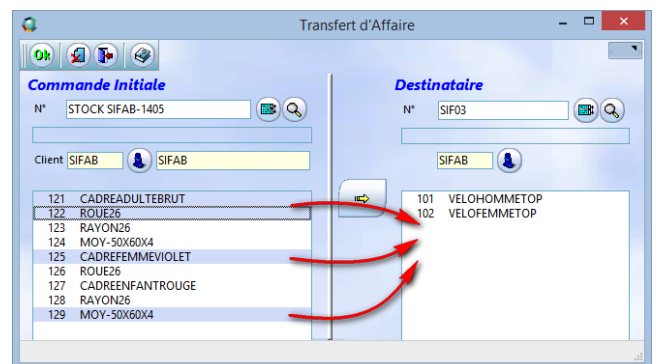 Transfert d'Affaire
Ok
Commande Initiale
N° STOCK SIFAB-1405
Client SIFAB SIFAB
121 CADREADULTEBRUT
122 ROUE26
123 RAYON26
124 MOY-50X60X4
125 CADREFEMMEVIOLET
126 ROUE26
127 CADREENFANTROUGE
128 RAYON26
129 MOY-50X60X4
Destinataire
N° SIF03
SIFAB
101 VELOHOMMETOP
102 VELOFEMMETOP